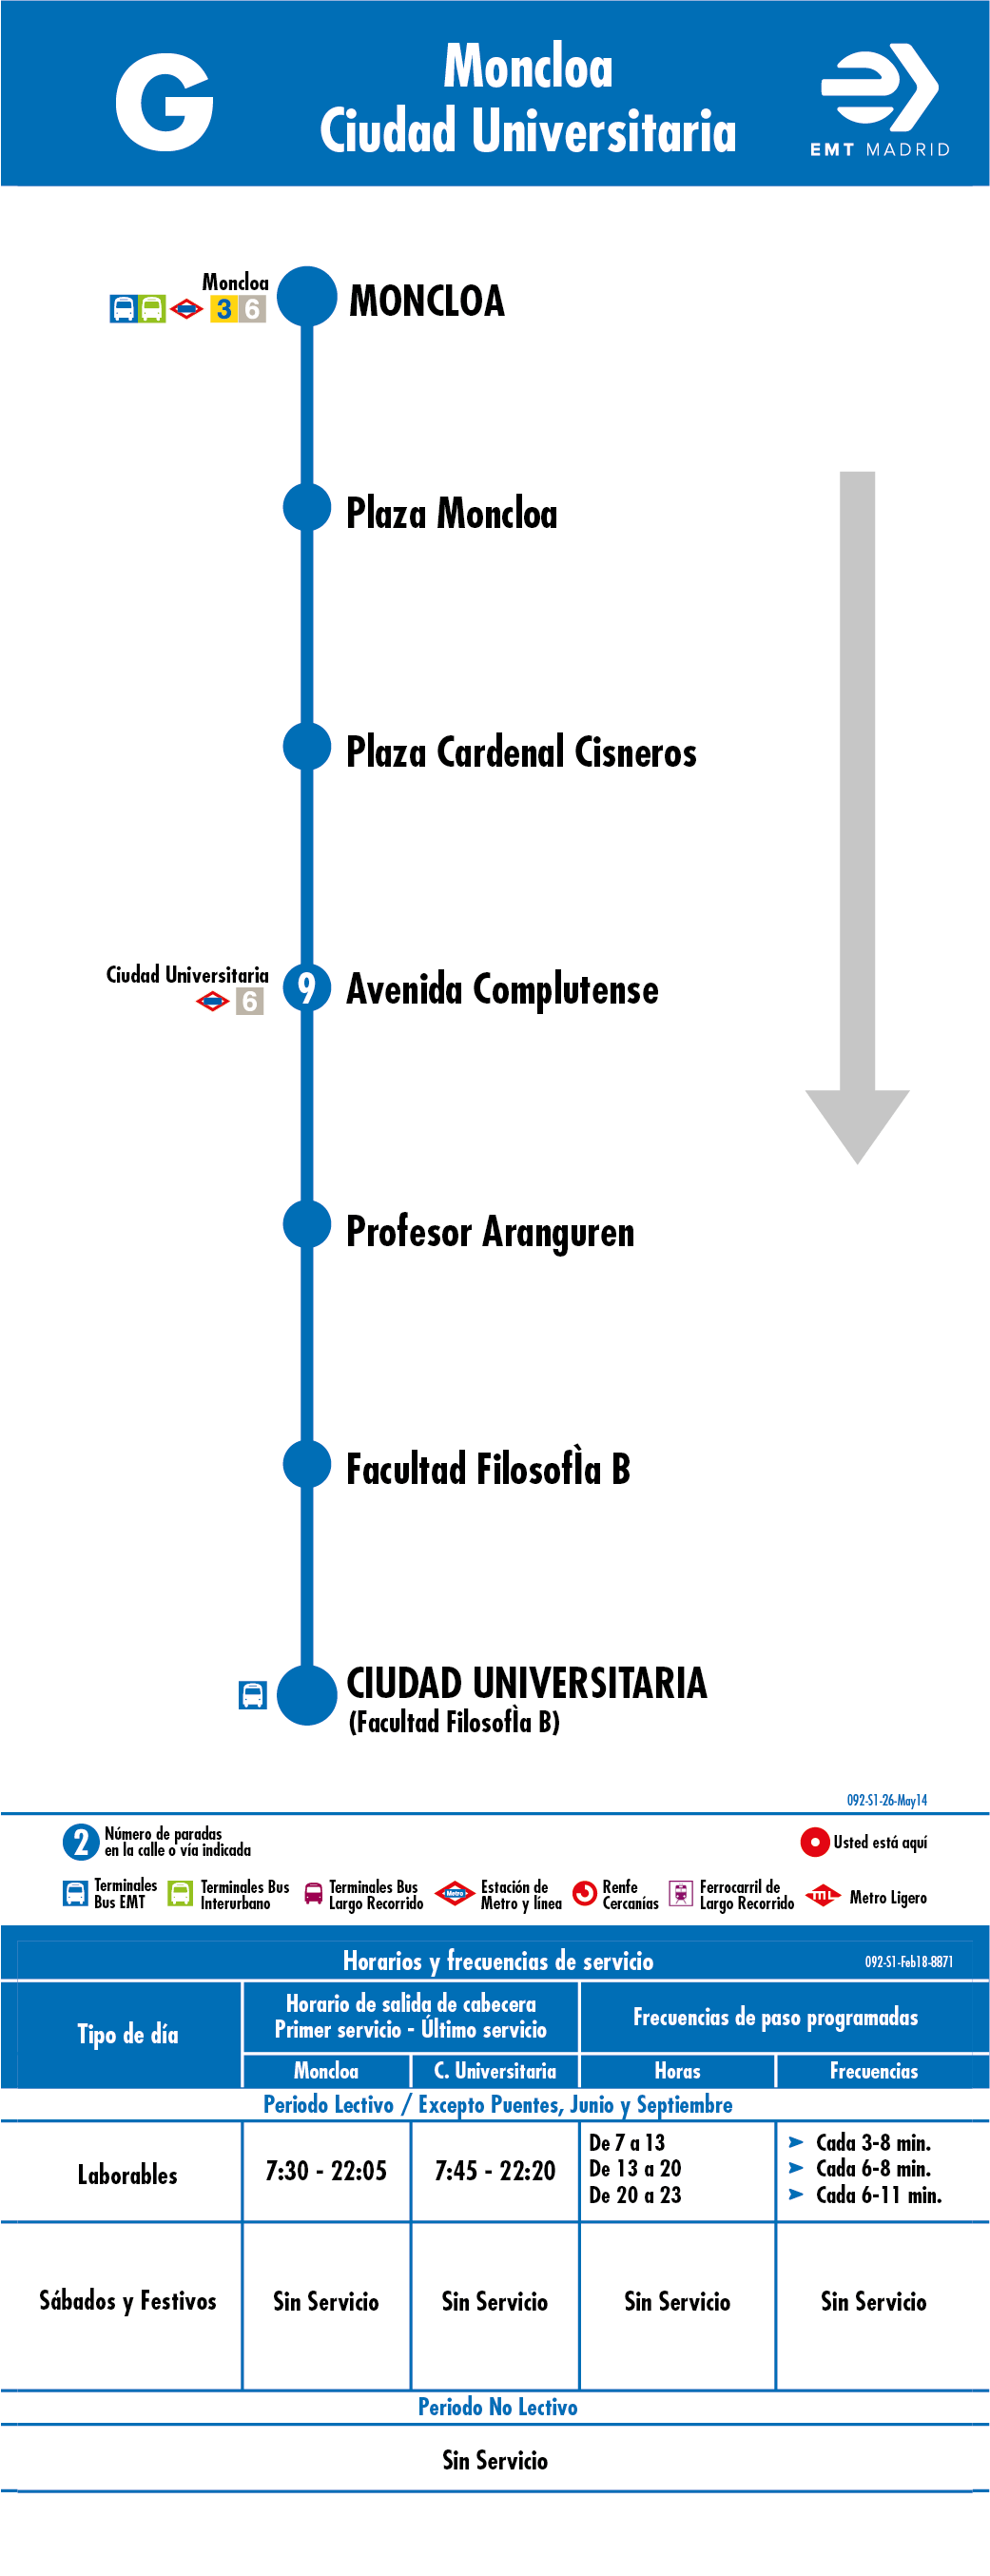 G
Moncloa
Ciudad Universitaria
EMT MADRID
Moncloa
3 6
MONCLOA
Plaza Moncloa
Plaza Cardenal Cisneros
Ciudad Universitaria
6
9
Avenida Complutense
Profesor Aranguren
Facultad FilosofÌa B
CIUDAD UNIVERSITARIA
(Facultad FilosofÌa B)
092-S1-26-May14
2
Número de paradas
en la calle o vía indicada
Usted está aquí
Terminales
Bus EMT
Terminales Bus
Interurbano
Terminales Bus
Largo Recorrido
Metro
Estación de
Metro y línea
Renfe
Cercanías
Ferrocarril de
Largo Recorrido
ML
Metro Ligero
Horarios y frecuencias de servicio
092-S1-Feb18-8871
Tipo de día
Horario de salida de cabecera
Primer servicio - Último servicio
Frecuencias de paso programadas
Moncloa
C. Universitaria
Horas
Frecuencias
Periodo Lectivo / Excepto Puentes, Junio y Septiembre
Laborables
7:30 - 22:05
7:45 - 22:20
De 7 a 13
➤ Cada 3-8 min.
De 13 a 20
➤ Cada 6-8 min.
De 20 a 23
➤ Cada 6-11 min.
Sábados y Festivos
Sin Servicio
Sin Servicio
Sin Servicio
Sin Servicio
Periodo No Lectivo
Sin Servicio